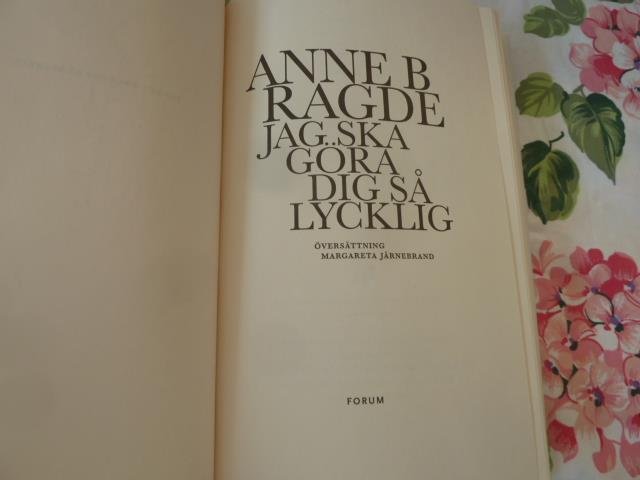 ANNE B
RAGDE
JAG SKA
GÖRA
DIG SÅ
LYCKLIG
ÖVERSÄTTNING
MARGARETA JÄRNEBRAND
FORUM